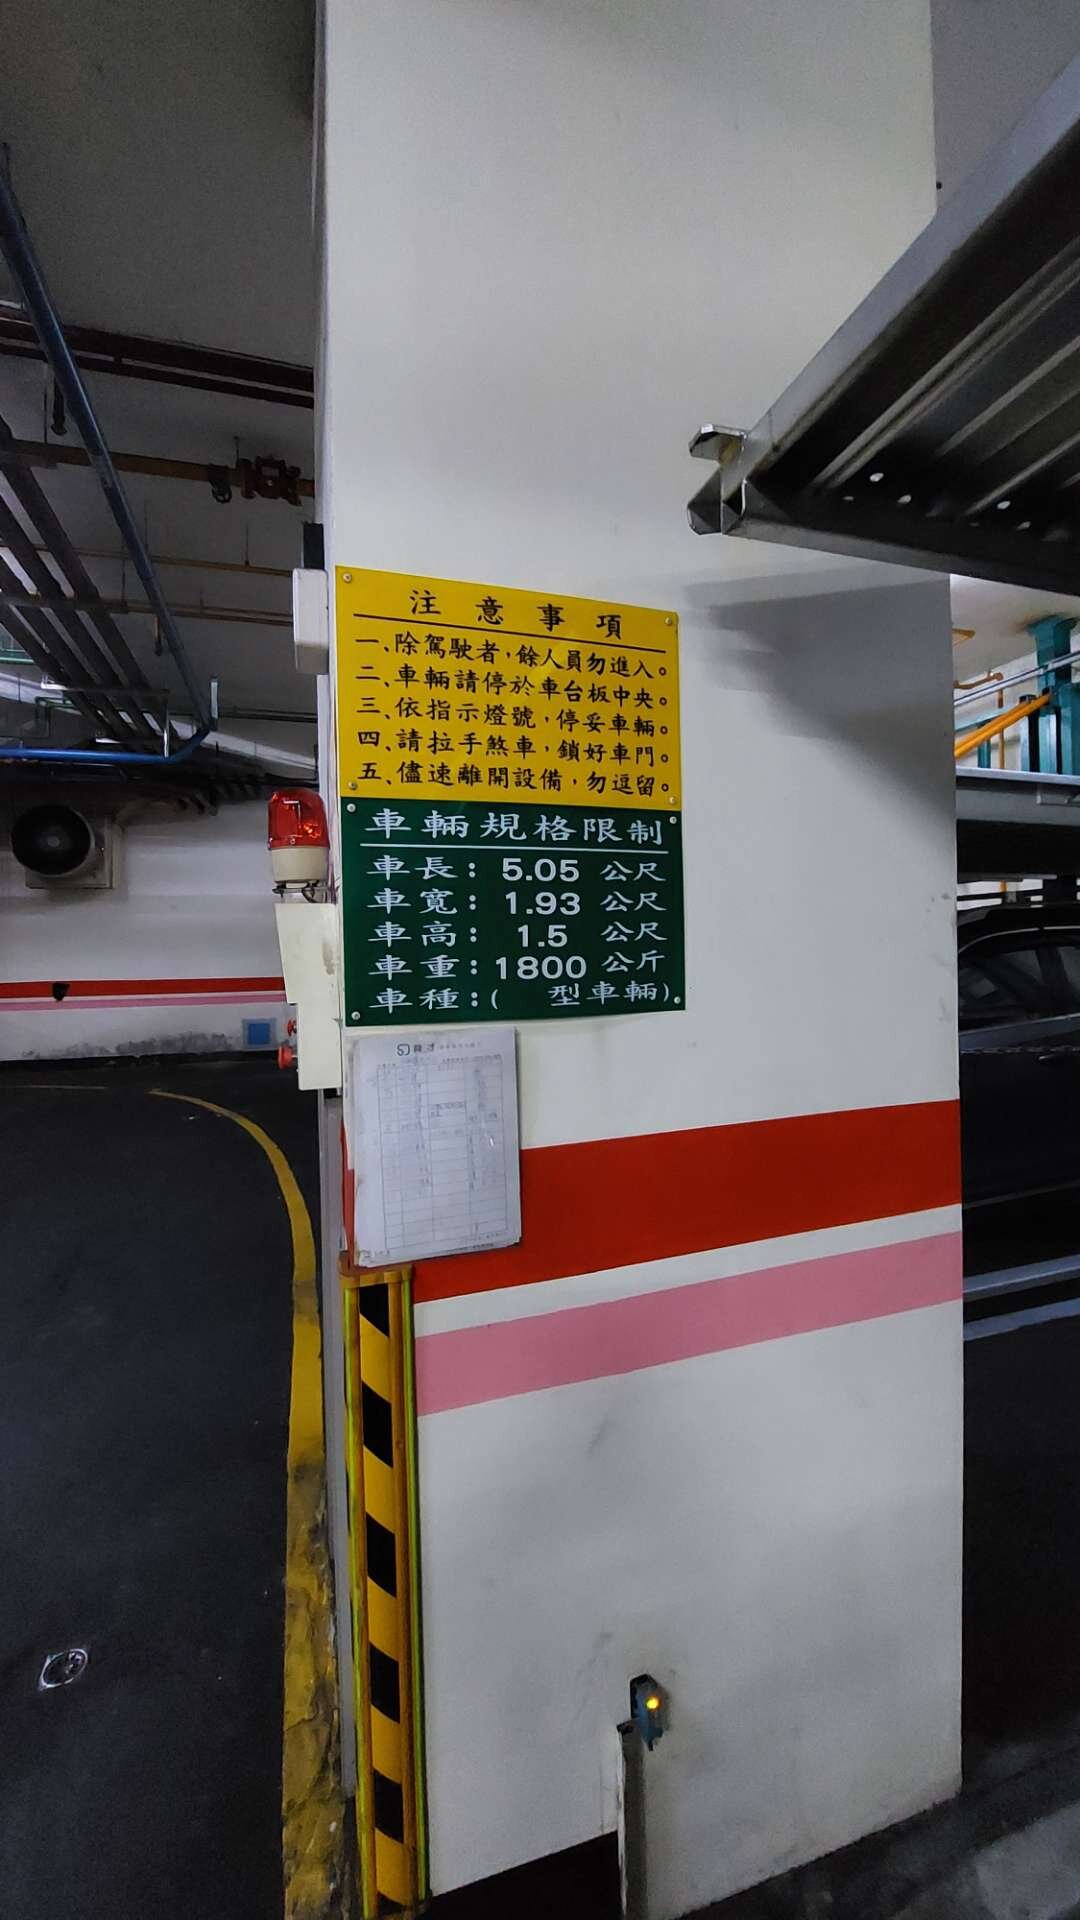 注意事項
一、除駕駛者，餘人員勿進入。
二、車輛請停於車台板中央。
三、依指示燈號，停妥車輛。
四、請拉手煞車，鎖好車門。
五、儘速離開設備，勿逗留。
車輛規格限制
車長：5.05 公尺
車寬：1.93 公尺
車高：1.5 公尺
車重：1800 公斤
車種：( 型車輛)